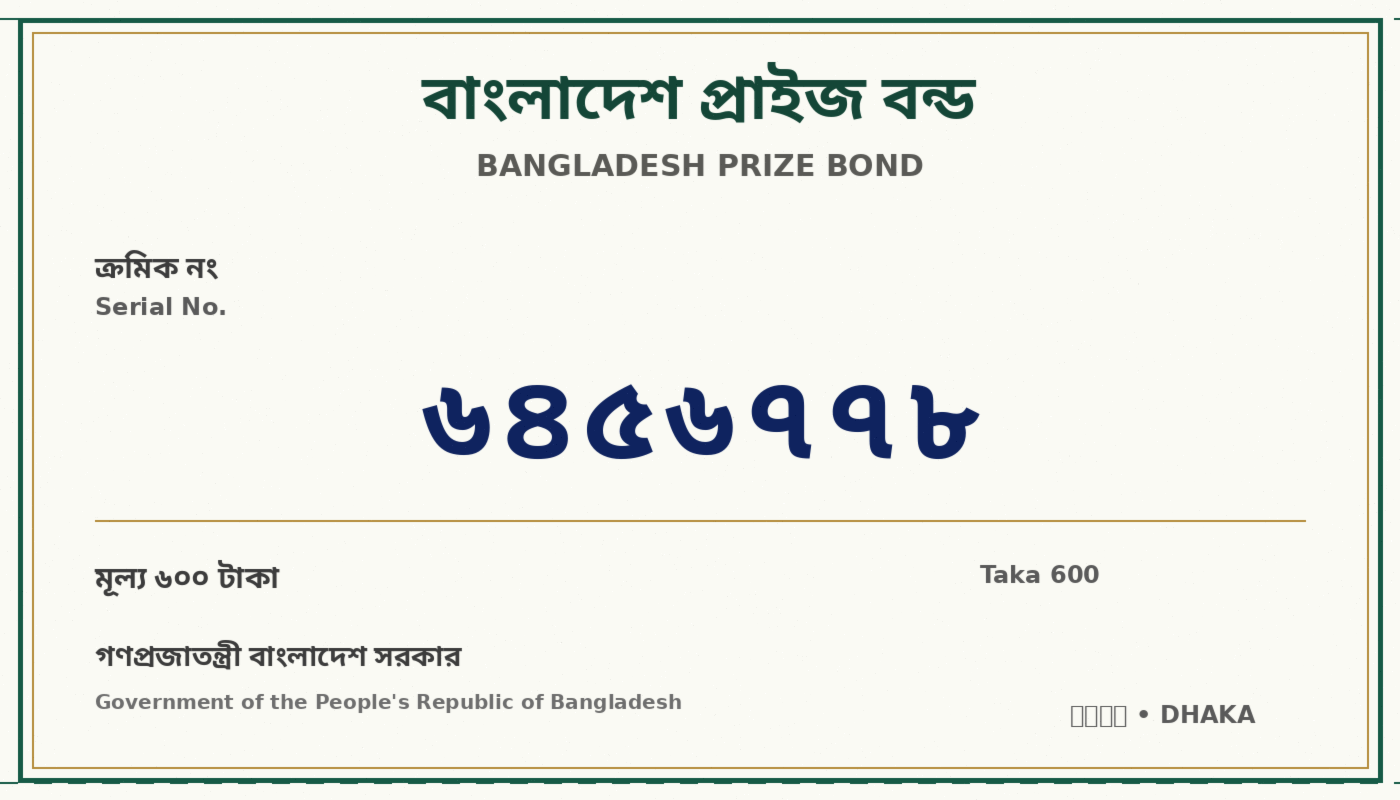 বাংলাদেশ প্রাইজ বন্ড
BANGLADESH PRIZE BOND
ক্রমিক নং
Serial No.
৬৪৫৬৭৭৮
মূল্য ৬০০ টাকা
Taka 600
গণপ্রজাতন্ত্রী বাংলাদেশ সরকার
Government of the People's Republic of Bangladesh
• DHAKA